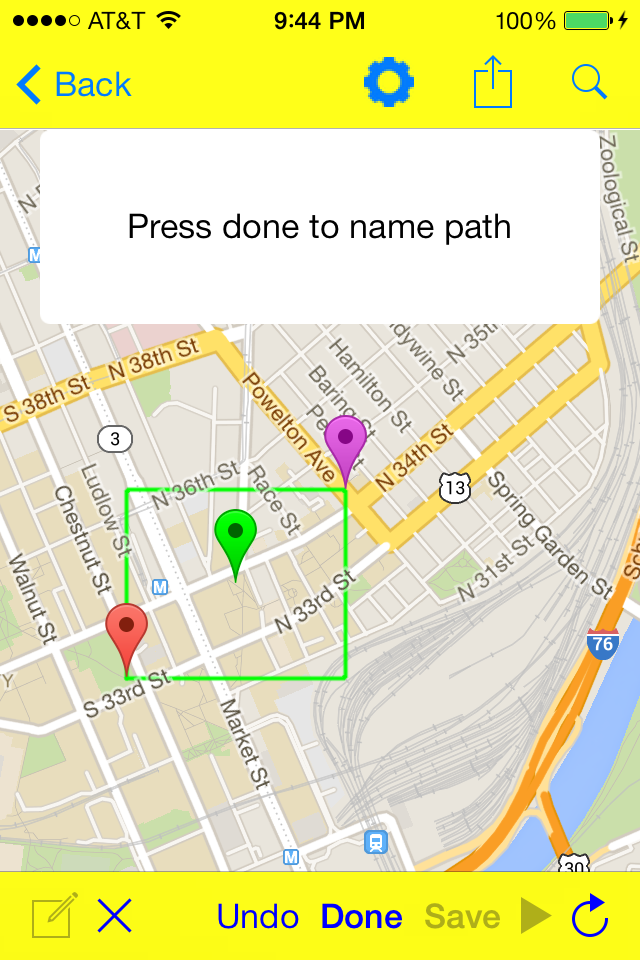 AT&T 9:44 PM 100%
Back
Zoological St
M
Press done to name path
N 35th
N 38th St
Hamilton St
S 38th St
Baring St
Powelton Ave
3
N 34th St
N 36th St
Race St
13
Ludlow St
Chestnut St
Spring Garden St
Walnut St
M
N 31st St
N 33rd St
76
S 33rd St
Market St
M
30
Undo Done Save